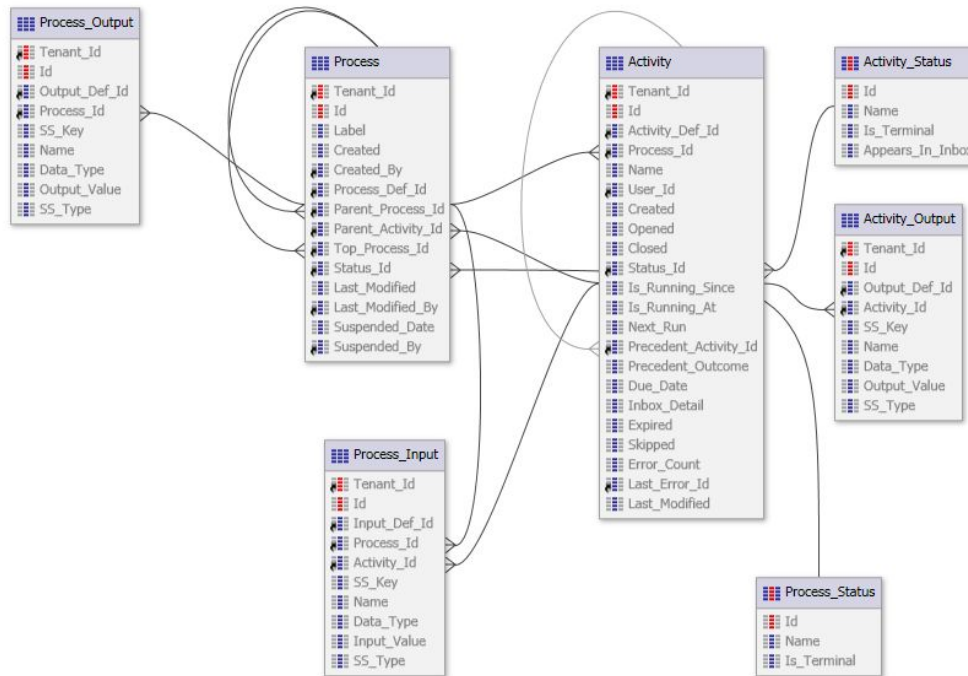 Process_Output
Tenant_Id
Id
Output_Def_Id
Process_Id
SS_Key
Name
Data_Type
Output_Value
SS_Type
Process
Tenant_Id
Id
Label
Created
Created_By
Process_Def_Id
Parent_Process_Id
Parent_Activity_Id
Top_Process_Id
Status_Id
Last_Modified
Last_Modified_By
Suspended_Date
Suspended_By
Activity
Tenant_Id
Id
Activity_Def_Id
Process_Id
Name
User_Id
Created
Opened
Closed
Status_Id
Is_Running_Since
Is_Running_At
Next_Run
Precedent_Activity_Id
Precedent_Outcome
Due_Date
Inbox_Detail
Expired
Skipped
Error_Count
Last_Error_Id
Last_Modified
Activity_Status
Id
Name
Is_Terminal
Appears_In_Inbox
Activity_Output
Tenant_Id
Id
Output_Def_Id
Activity_Id
SS_Key
Name
Data_Type
Output_Value
SS_Type
Process_Input
Tenant_Id
Id
Input_Def_Id
Process_Id
Activity_Id
SS_Key
Name
Data_Type
Input_Value
SS_Type
Process_Status
Id
Name
Is_Terminal